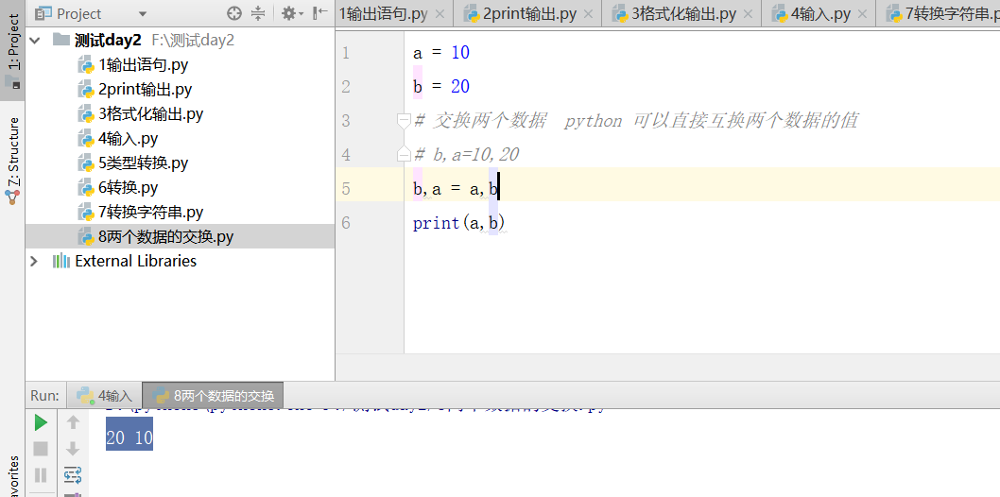 1: Project
7: Structure
Project
测试day2 F:\测试day2
1输出语句.py
2print输出.py
3格式化输出.py
4输入.py
5类型转换.py
6转换.py
7转换字符串.py
8两个数据的交换.py
External Libraries
1输出语句.py 2print输出.py 3格式化输出.py 4输入.py 7转换字符串.p
1 a = 10
2 b = 20
3 # 交换两个数据 python 可以直接互换两个数据的值
4 # b,a=10,20
5 b,a = a,b
6 print(a,b)
Run: 4输入 8两个数据的交换
20 10
avorites